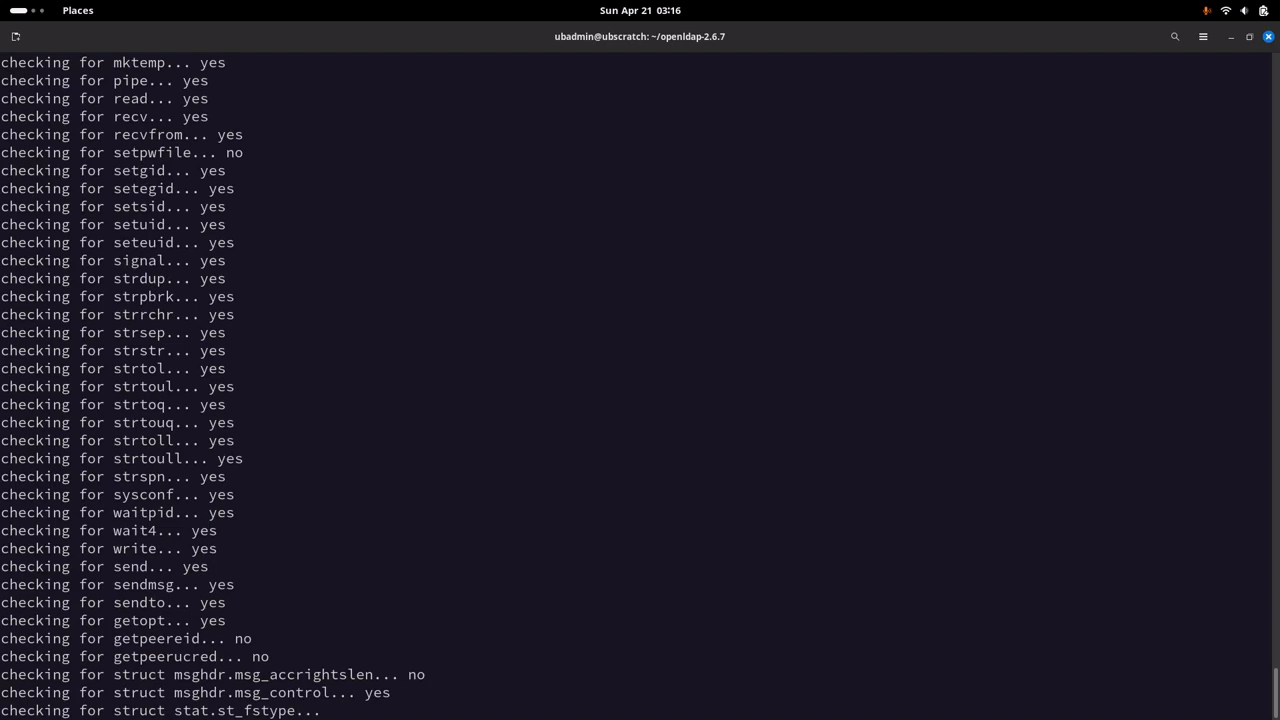 Places
Sun Apr 21 03:16
ubadmin@ubscratch: ~/openldap-2.6.7
checking for mktemp... yes
checking for pipe... yes
checking for read... yes
checking for recv... yes
checking for recvfrom... yes
checking for setpwfile... no
checking for setgid... yes
checking for setegid... yes
checking for setsid... yes
checking for setuid... yes
checking for seteuid... yes
checking for signal... yes
checking for strdup... yes
checking for strpbrk... yes
checking for strrchr... yes
checking for strsep... yes
checking for strstr... yes
checking for strtol... yes
checking for strtoul... yes
checking for strtoq... yes
checking for strtouq... yes
checking for strtoll... yes
checking for strtoull... yes
checking for strspn... yes
checking for sysconf... yes
checking for waitpid... yes
checking for wait4... yes
checking for write... yes
checking for send... yes
checking for sendmsg... yes
checking for sendto... yes
checking for getopt... yes
checking for getpeereid... no
checking for getpeerucred... no
checking for struct msghdr.msg_accrightslen... no
checking for struct msghdr.msg_control... yes
checking for struct stat.st_fstype...